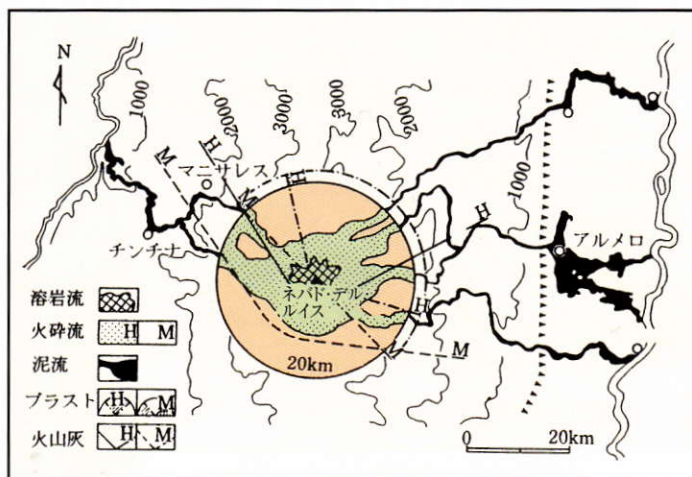 N
1000
2000
3000
3000
2000
1000
M
H
マニサレス
H
M
H
チンチナ
アルメロ
ネバド・デル・
ルイス
H
M
M
20km
溶岩流
火砕流 H M
泥流
ブラスト H M
火山灰 H M
0 20km